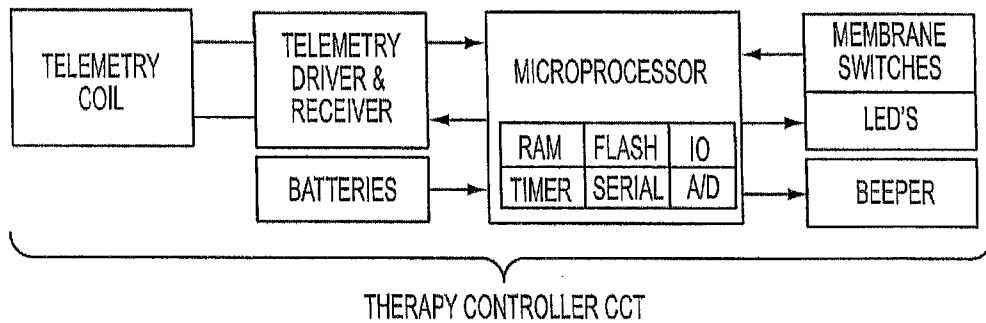 TELEMETRY
COIL
TELEMETRY
DRIVER &
RECEIVER
BATTERIES
MICROPROCESSOR
RAM FLASH IO
TIMER SERIAL A/D
MEMBRANE
SWITCHES
LED'S
BEEPER
THERAPY CONTROLLER CCT